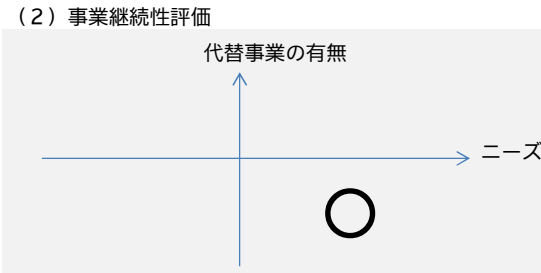 （２）事業継続性評価
代替事業の有無
ニーズ